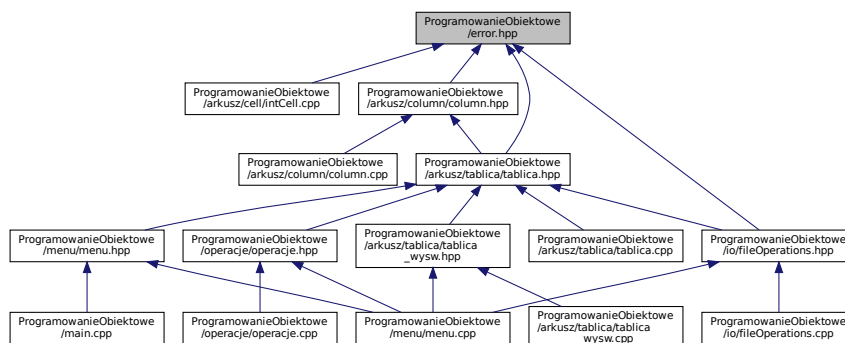 ProgramowanieObiektowe
/error.hpp
ProgramowanieObiektowe
/arkusz/cell/intCell.cpp
ProgramowanieObiektowe
/arkusz/column/column.hpp
ProgramowanieObiektowe
/arkusz/column/column.cpp
ProgramowanieObiektowe
/arkusz/tablica/tablica.hpp
ProgramowanieObiektowe
/menu/menu.hpp
ProgramowanieObiektowe
/operacje/operacje.hpp
ProgramowanieObiektowe
/arkusz/tablica/tablica
_wysw.hpp
ProgramowanieObiektowe
/arkusz/tablica/tablica.cpp
ProgramowanieObiektowe
/io/fileOperations.hpp
ProgramowanieObiektowe
/main.cpp
ProgramowanieObiektowe
/operacje/operacje.cpp
ProgramowanieObiektowe
/menu/menu.cpp
ProgramowanieObiektowe
/arkusz/tablica/tablica
_wysw.cpp
ProgramowanieObiektowe
/io/fileOperations.cpp